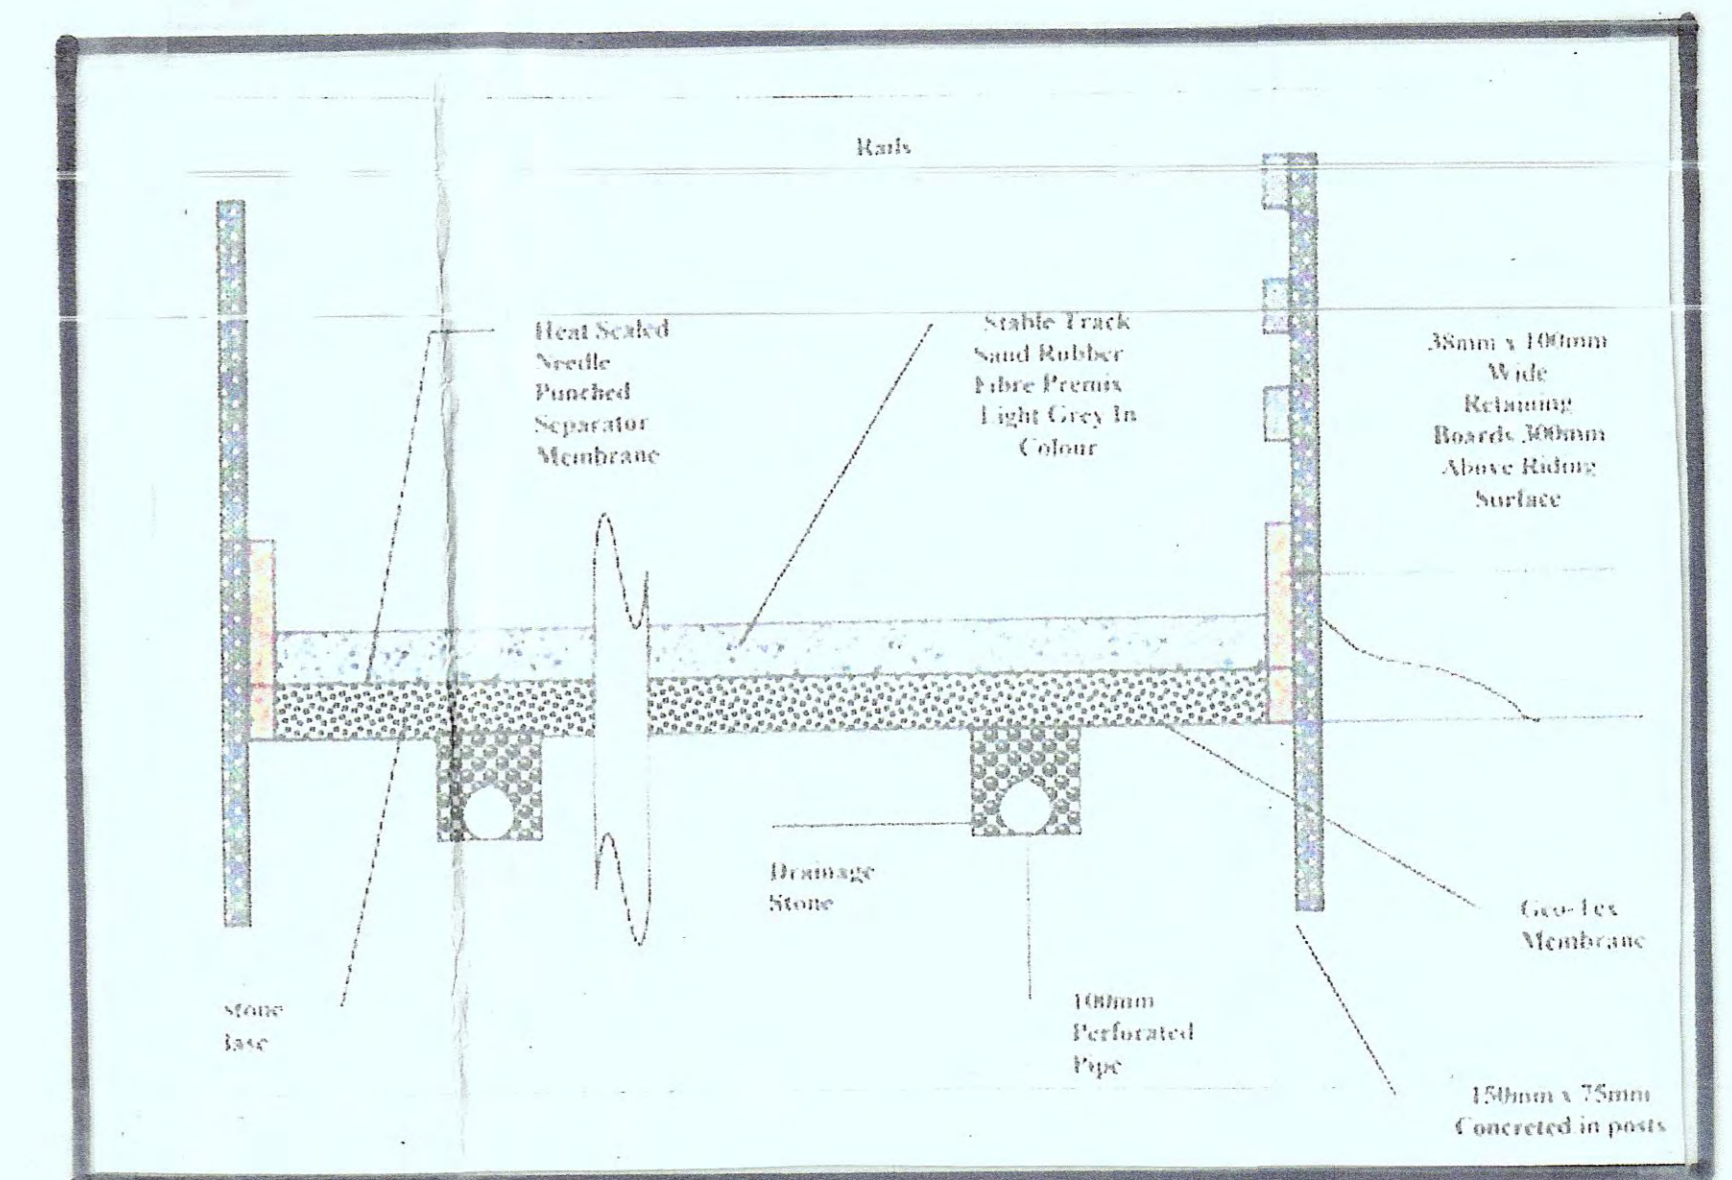 Rails
Heat Sealed
Needle
Punched
Separator
Membrane
Stable Track
Sand Rubber
Fibre Premix
Light Grey In
Colour
38mm x 100mm
Wide
Retaining
Boards 300mm
Above Riding
Surface
Drainage
Stone
Geo-Tex
Membrane
Stone
Base
100mm
Perforated
Pipe
150mm x 75mm
Concreted in posts